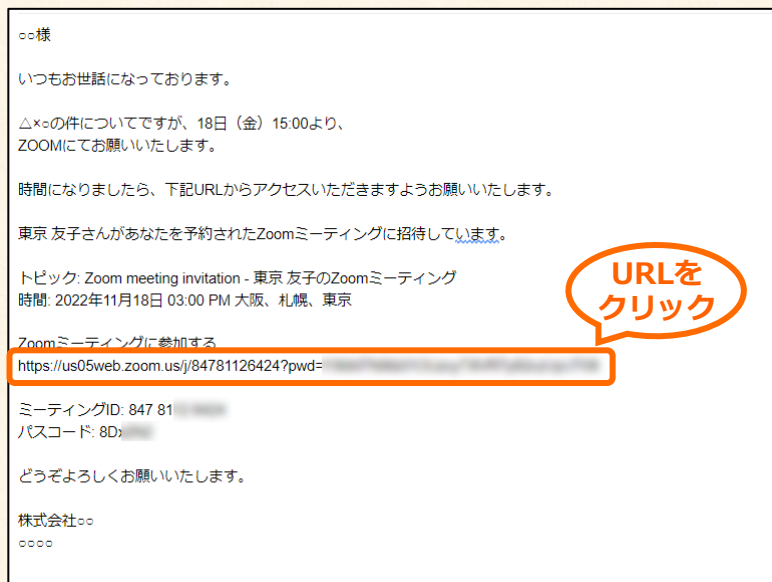 ○○様
いつもお世話になっております。
△×○の件についてですが、18日（金）15:00より、
ZOOMにてお願いいたします。
時間になりましたら、下記URLからアクセスいただきますようお願いいたします。
東京 友子さんがあなたを予約されたZoomミーティングに招待しています。
トピック: Zoom meeting invitation - 東京 友子のZoomミーティング
時間: 2022年11月18日 03:00 PM 大阪、札幌、東京
URLを
クリック
Zoomミーティングに参加する
https://us05web.zoom.us/j/84781126424?pwd=
ミーティングID: 847 81
パスコード: 8D
どうぞよろしくお願いいたします。
株式会社○○
○○○○